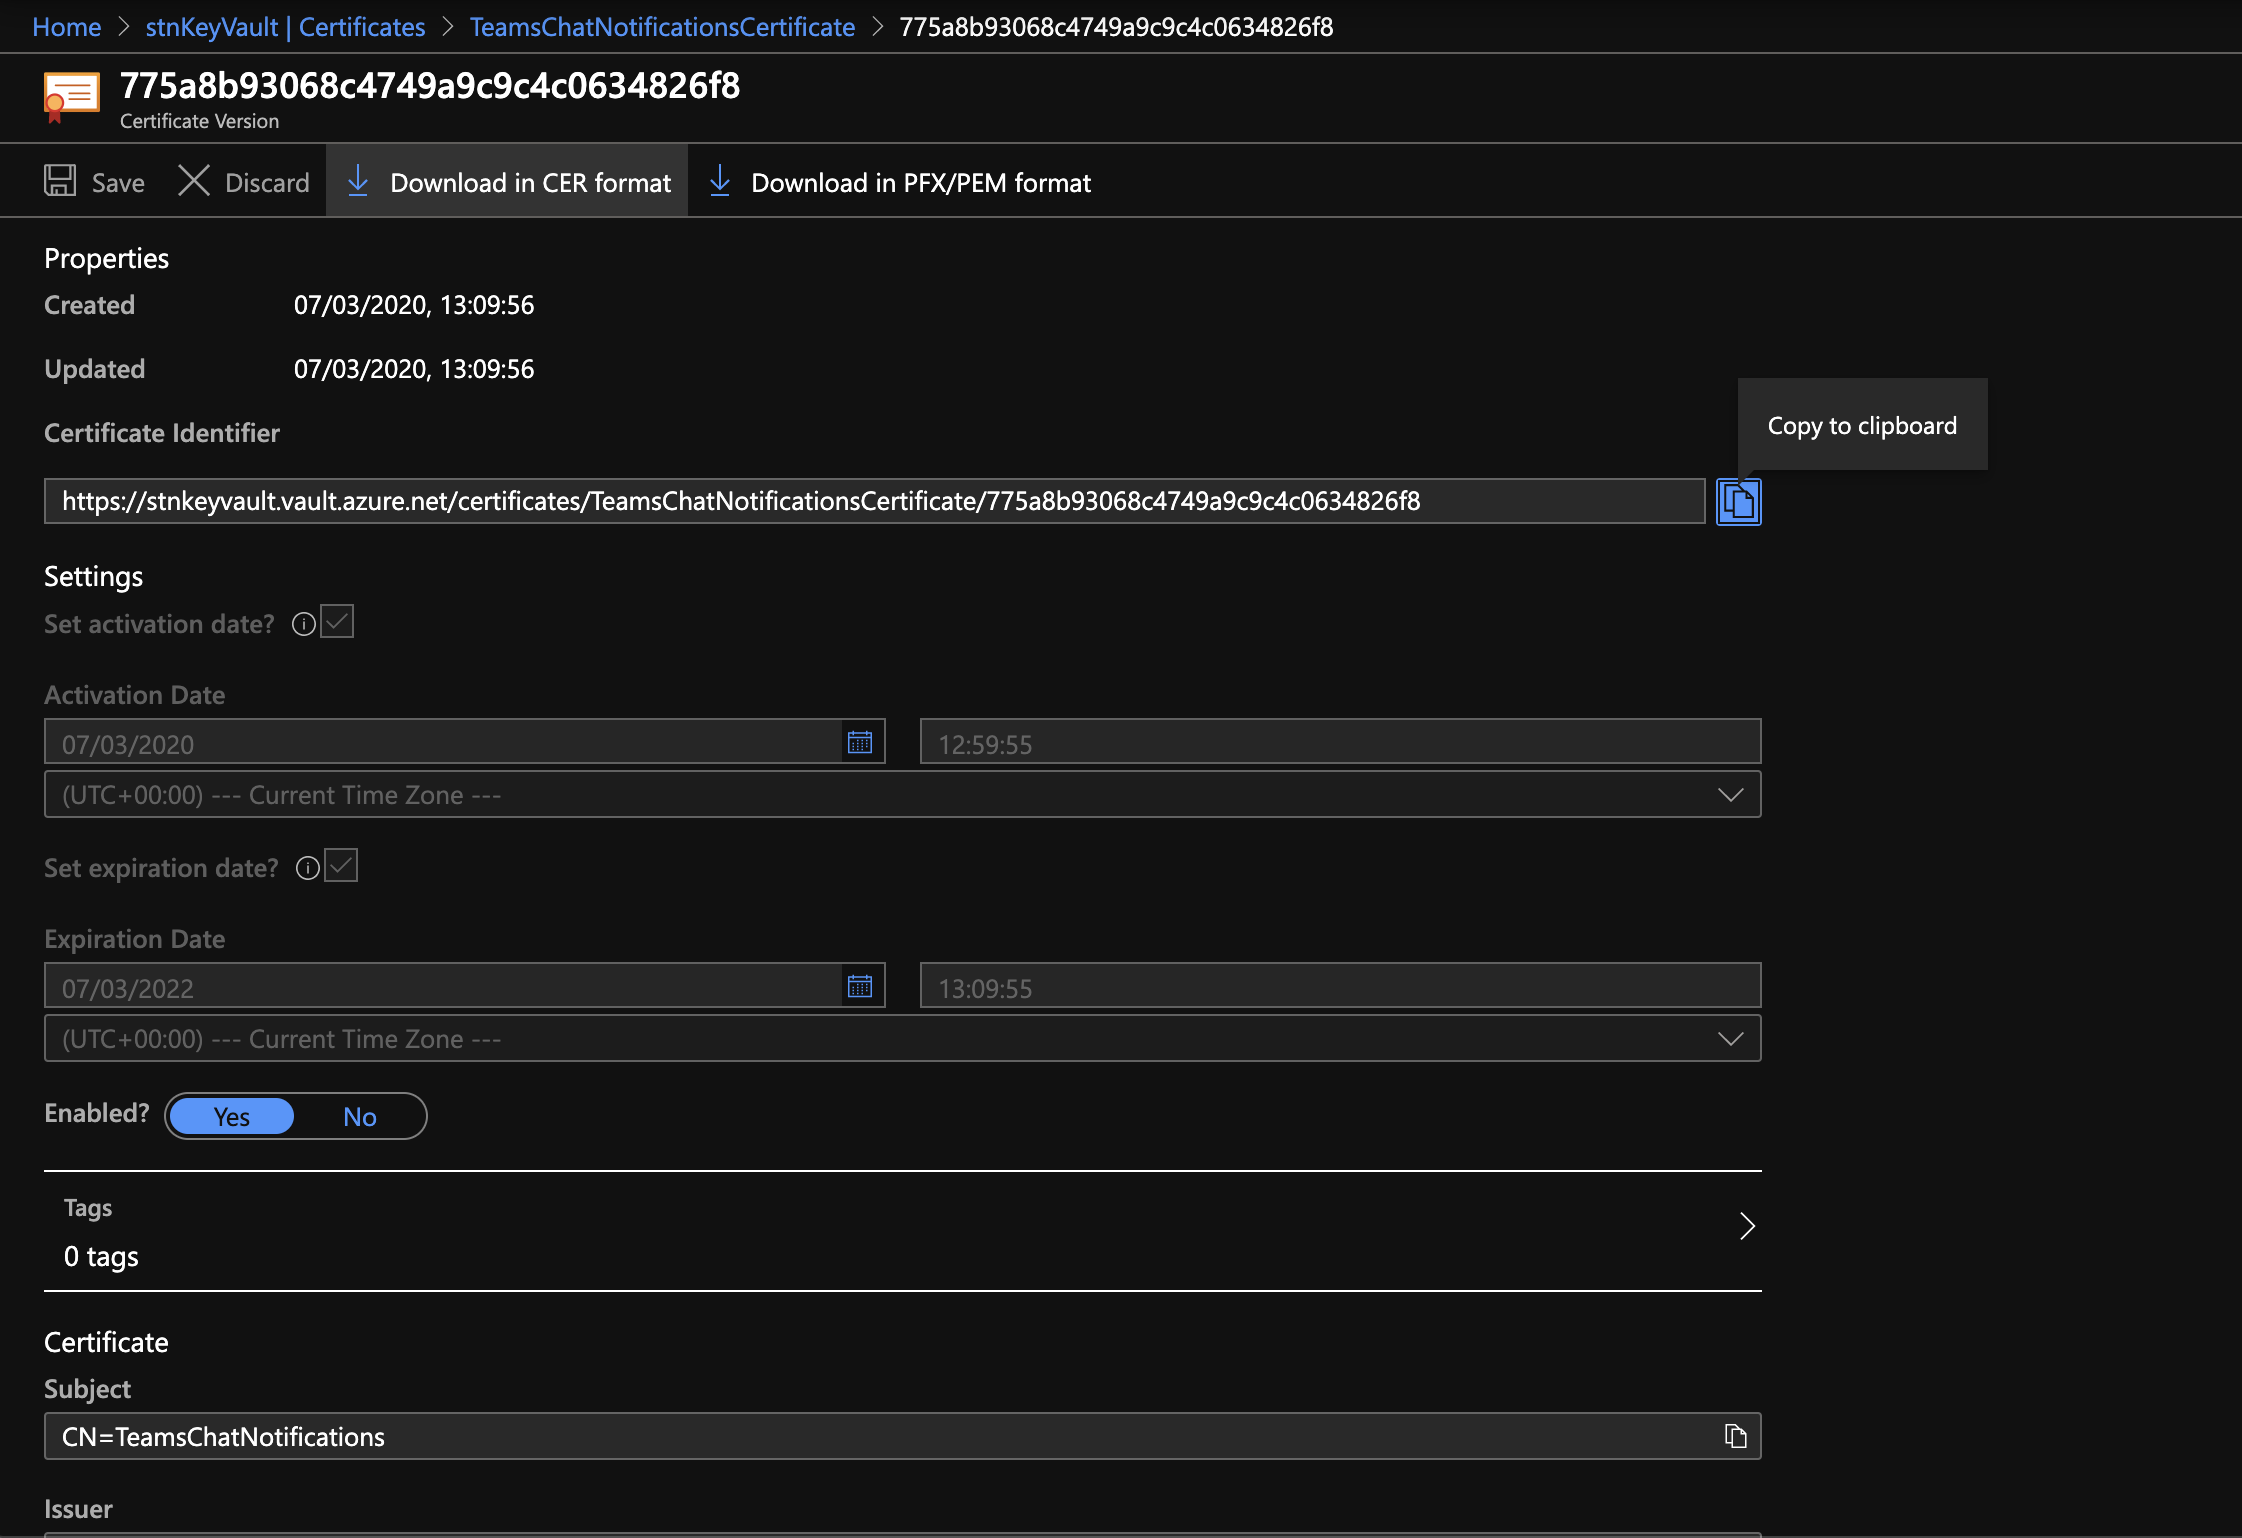 Home > stnKeyVault | Certificates > TeamsChatNotificationsCertificate > 775a8b93068c4749a9c9c4c0634826f8
775a8b93068c4749a9c9c4c0634826f8
Certificate Version
Save Discard Download in CER format Download in PFX/PEM format
Properties
Created 07/03/2020, 13:09:56
Updated 07/03/2020, 13:09:56
Copy to clipboard
Certificate Identifier
https://stnkeyvault.vault.azure.net/certificates/TeamsChatNotificationsCertificate/775a8b93068c4749a9c9c4c0634826f8
Settings
Set activation date?
Activation Date
07/03/2020 12:59:55
(UTC+00:00) --- Current Time Zone ---
Set expiration date?
Expiration Date
07/03/2022 13:09:55
(UTC+00:00) --- Current Time Zone ---
Enabled? Yes No
Tags
0 tags
Certificate
Subject
CN=TeamsChatNotifications
Issuer